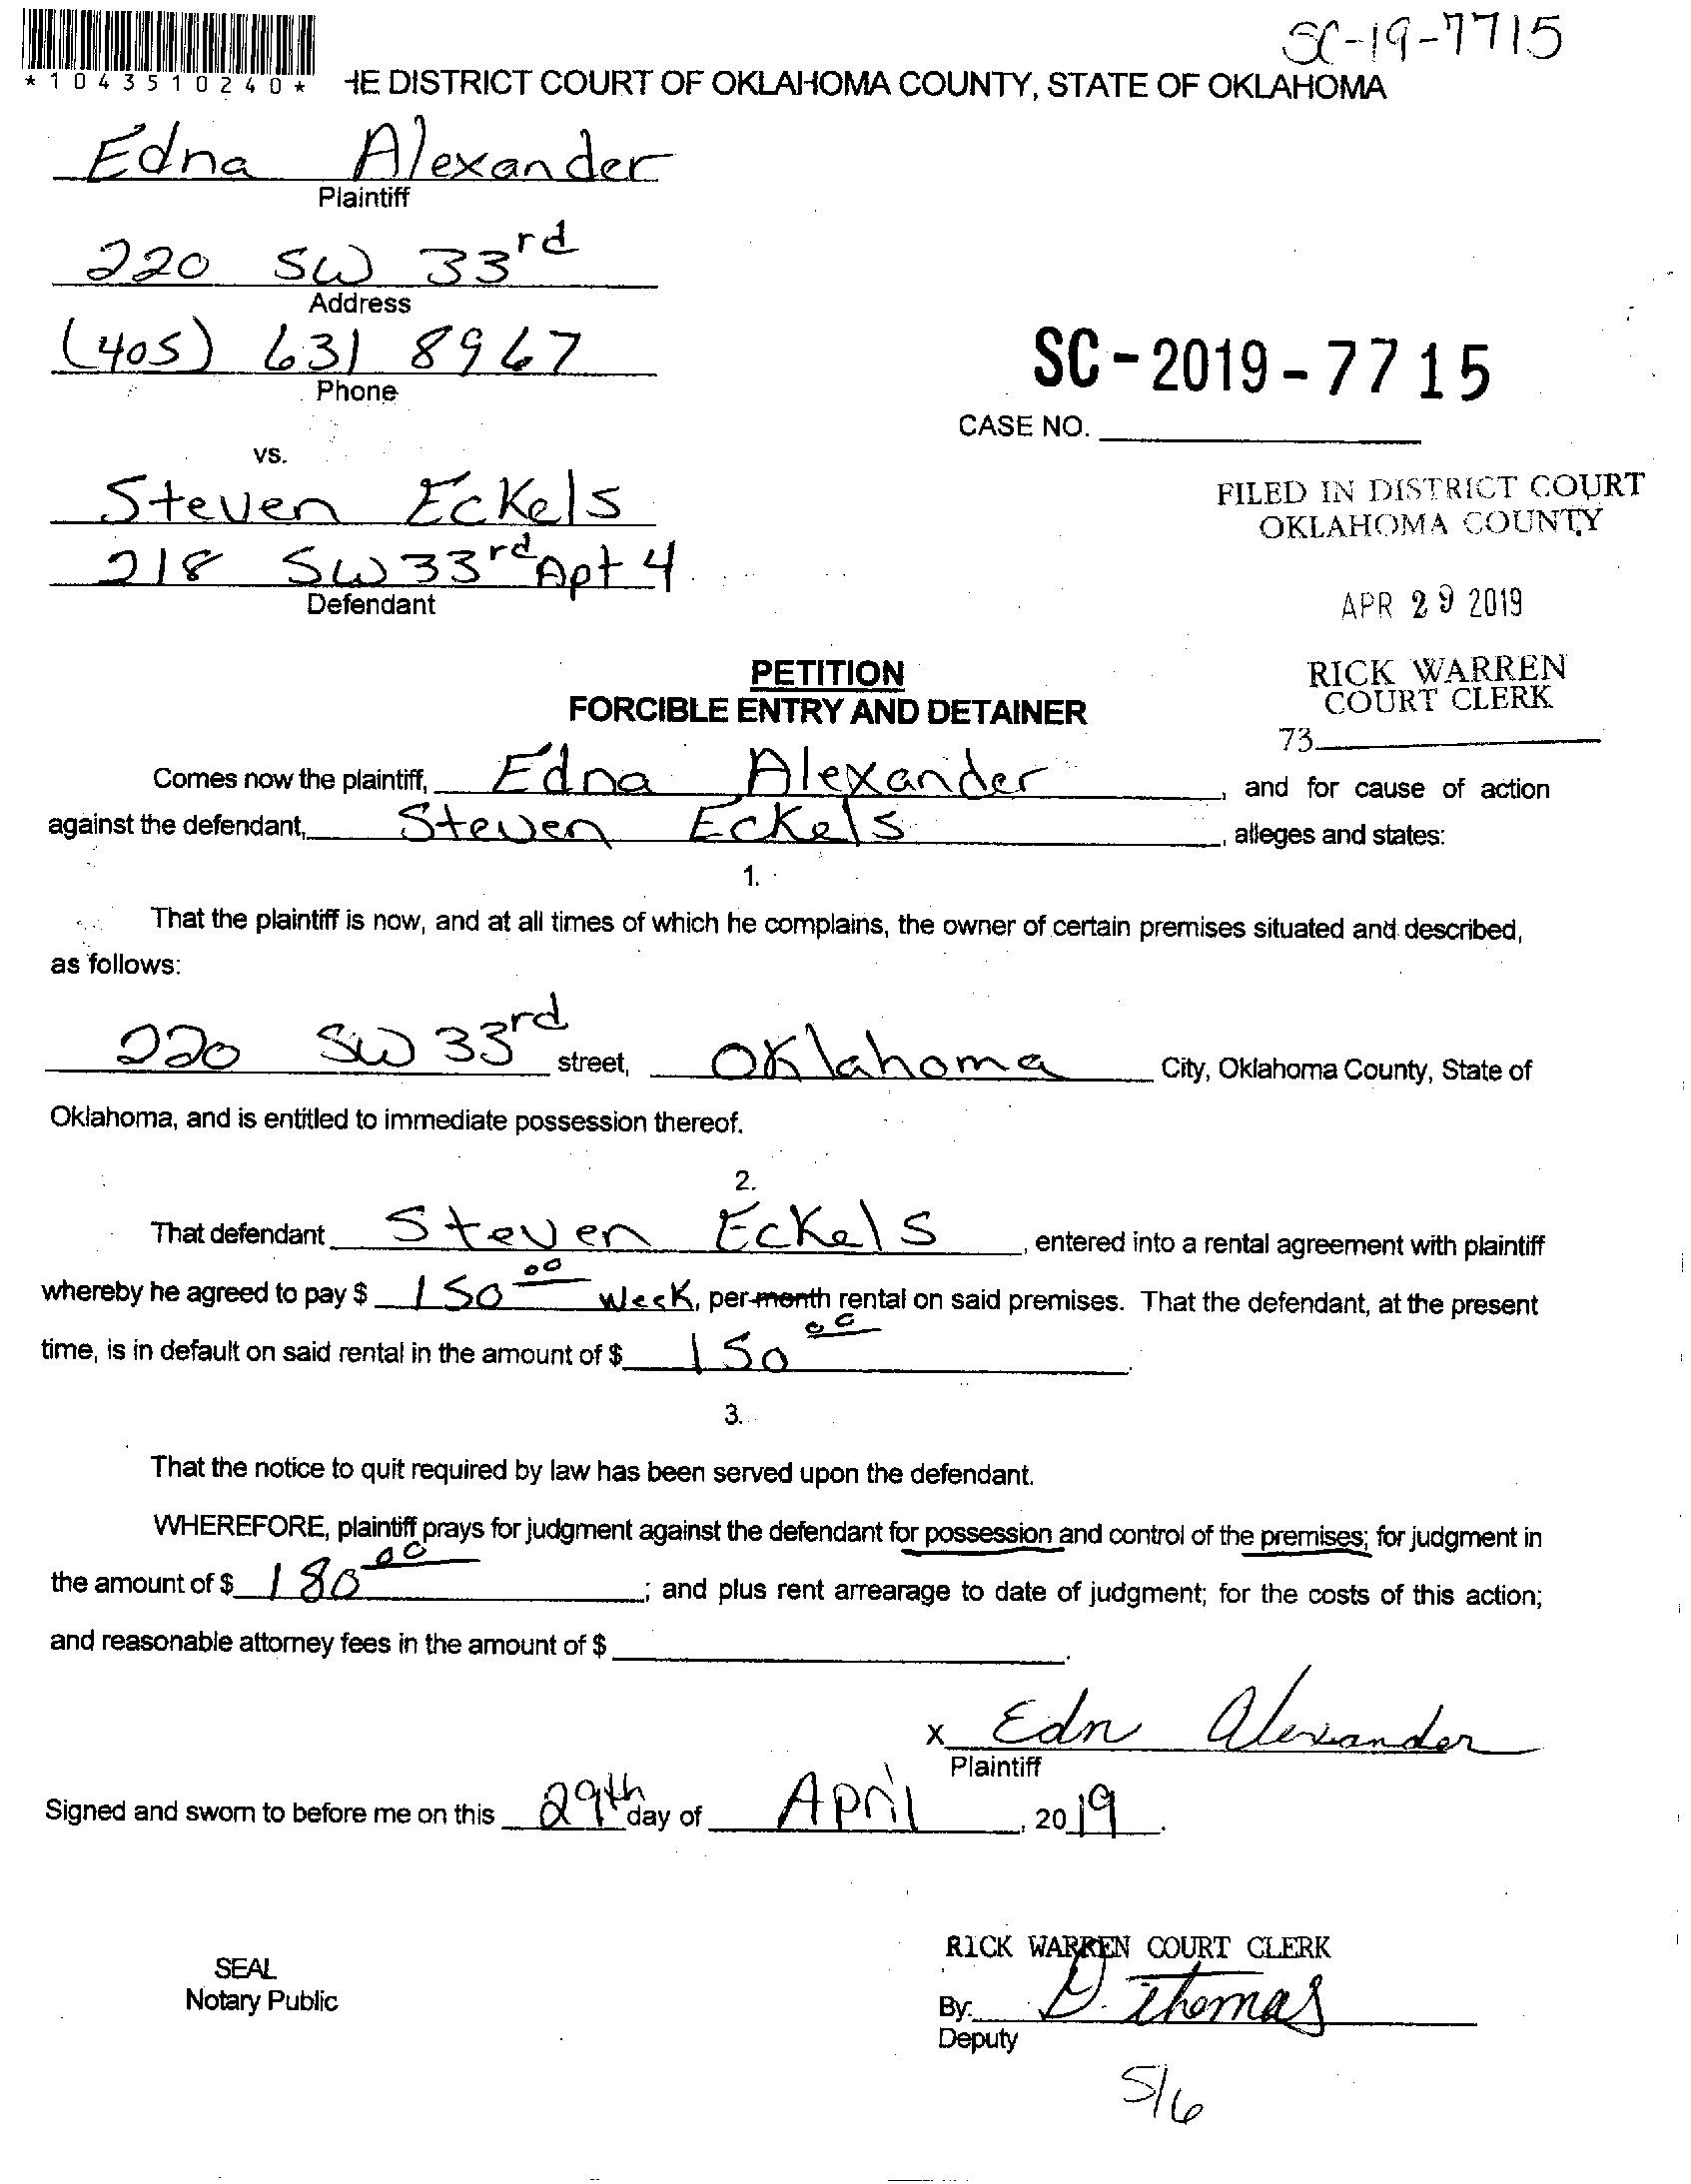 SC-19-7715
*1043510240*
HE DISTRICT COURT OF OKLAHOMA COUNTY, STATE OF OKLAHOMA
Edna Alexander
Plaintiff
220 SW 33rd
Address
(405) 631 8967
Phone
SC-2019-7715
CASE NO.
vs.
Steven Eckels
218 SW 33rd Apt 4
Defendant
FILED IN DISTRICT COURT
OKLAHOMA COUNTY
APR 29 2019
RICK WARREN
COURT CLERK
73
PETITION
FORCIBLE ENTRY AND DETAINER
Comes now the plaintiff, Edna Alexander, and for cause of action
against the defendant, Steven Eckels, alleges and states:
1.
That the plaintiff is now, and at all times of which he complains, the owner of certain premises situated and described,
as follows:
220 SW 33rd street, Oklahoma City, Oklahoma County, State of
Oklahoma, and is entitled to immediate possession thereof.
2.
That defendant Steven Eckels, entered into a rental agreement with plaintiff
whereby he agreed to pay $ 150 00 Week, per month rental on said premises. That the defendant, at the present
time, is in default on said rental in the amount of $ 150 00.
3.
That the notice to quit required by law has been served upon the defendant.
WHEREFORE, plaintiff prays for judgment against the defendant for possession and control of the premises; for judgment in
the amount of $ 180 00; and plus rent arrearage to date of judgment; for the costs of this action;
and reasonable attorney fees in the amount of $ .
x Edn Alexander
Plaintiff
Signed and sworn to before me on this 29th day of April, 2019.
RICK WARREN COURT CLERK
SEAL
Notary Public
By: D. Thomas
Deputy
5/6